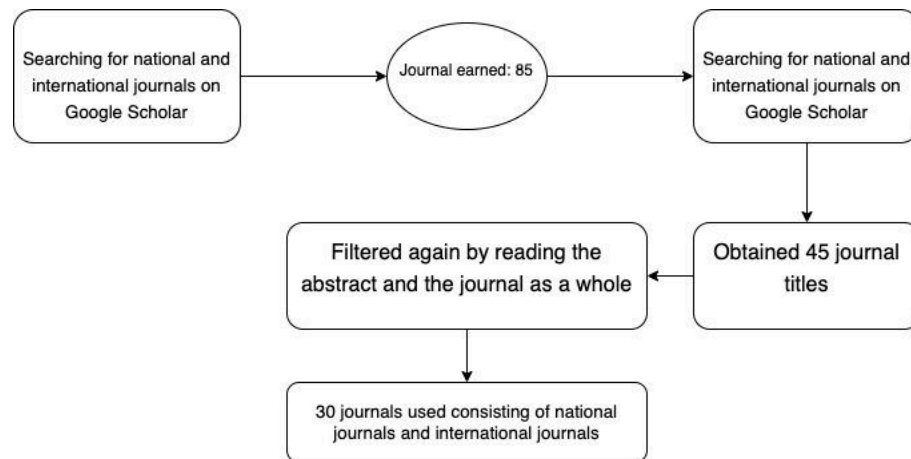 Searching for national and
international journals on
Google Scholar
Journal earned: 85
Searching for national and
international journals on
Google Scholar
Obtained 45 journal
titles
Filtered again by reading the
abstract and the journal as a whole
30 journals used consisting of national
journals and international journals